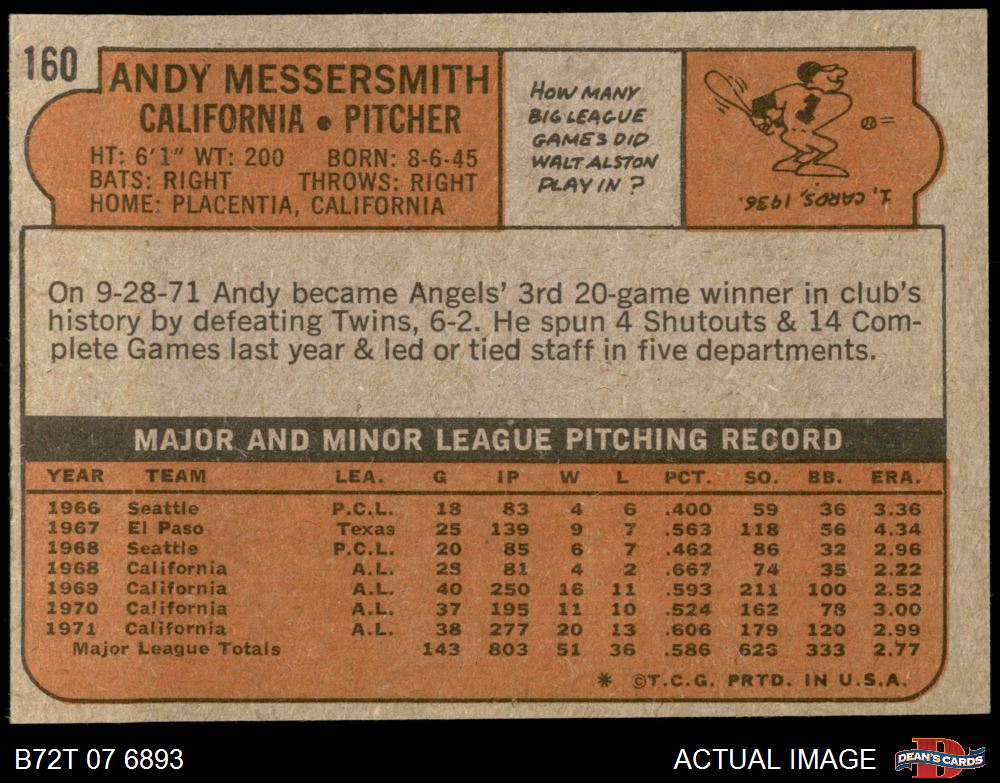 160
ANDY MESSERSMITH
CALIFORNIA • PITCHER
HT: 6'1" WT: 200 BORN: 8-6-45
BATS: RIGHT THROWS: RIGHT
HOME: PLACENTIA, CALIFORNIA
HOW MANY
BIG LEAGUE
GAMES DID
WALT ALSTON
PLAY IN ?
1
1, CARDS, 1936.
On 9-28-71 Andy became Angels' 3rd 20-game winner in club's
history by defeating Twins, 6-2. He spun 4 Shutouts & 14 Com-
plete Games last year & led or tied staff in five departments.
MAJOR AND MINOR LEAGUE PITCHING RECORD
YEAR TEAM LEA. G IP W L PCT. SO. BB. ERA.
1966 Seattle P.C.L. 18 83 4 6 .400 59 36 3.36
1967 El Paso Texas 25 139 9 7 .563 118 56 4.34
1968 Seattle P.C.L. 20 85 6 7 .462 86 32 2.96
1968 California A.L. 28 81 4 2 .667 74 35 2.22
1969 California A.L. 40 250 16 11 .593 211 100 2.52
1970 California A.L. 37 195 11 10 .524 162 78 3.00
1971 California A.L. 38 277 20 13 .606 179 120 2.99
Major League Totals 143 803 51 36 .586 626 333 2.77
* ©T.C.G. PRTD. IN U.S.A.
B72T 07 6893
ACTUAL IMAGE
D
DEAN'S CARDS